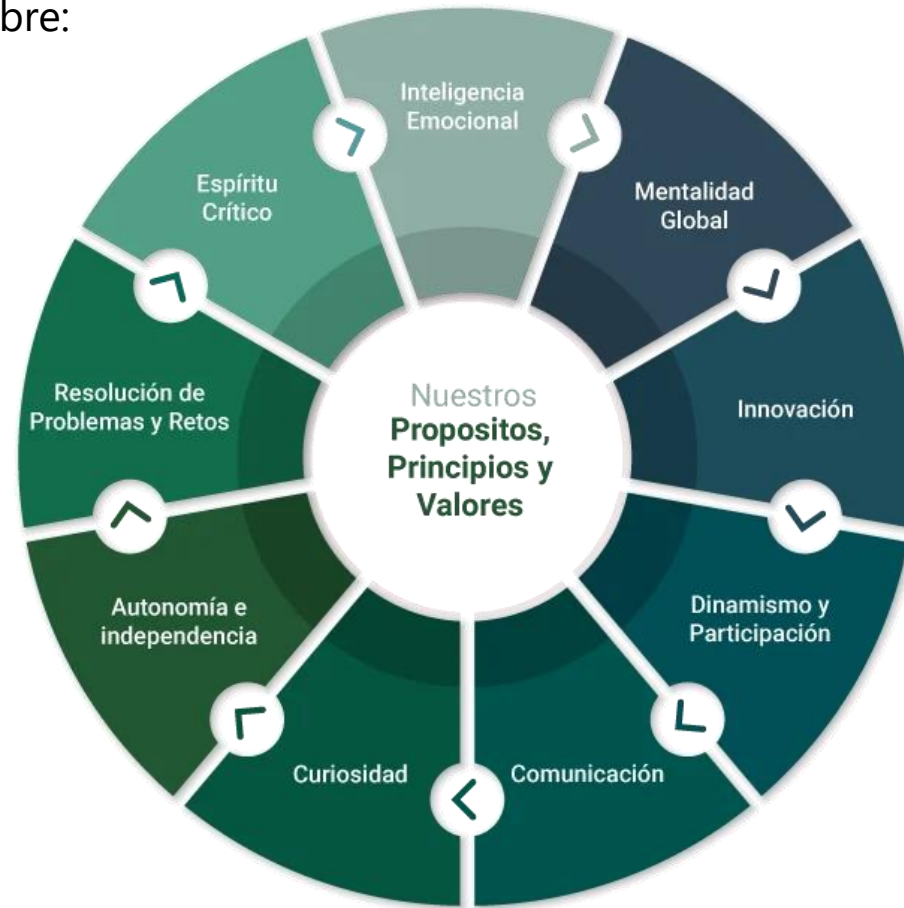 bre:
Inteligencia
Emocional
Mentalidad
Global
Innovación
Dinamismo y
Participación
Comunicación
Curiosidad
Autonomía e
independencia
Resolución de
Problemas y Retos
Espíritu
Crítico
Nuestros
Propositos,
Principios y
Valores